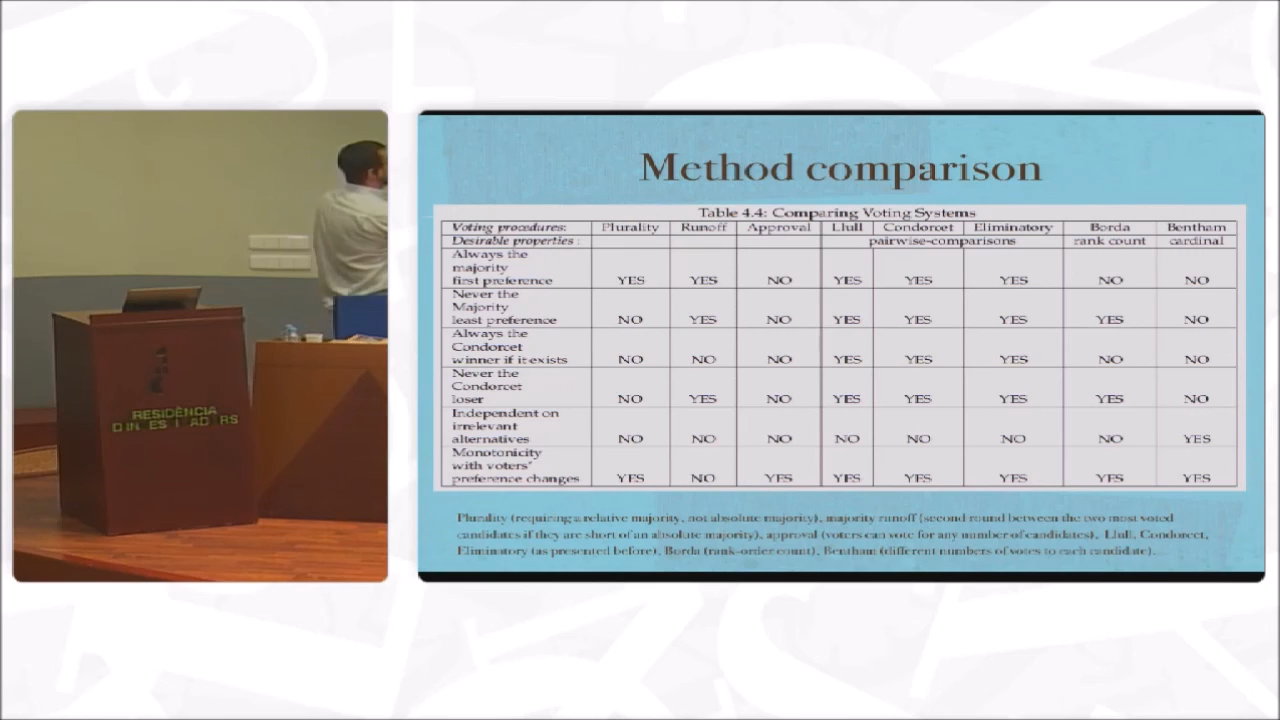 Method comparison
Table 4.4: Comparing Voting Systems
Voting procedures: Plurality Runoff Approval Llull Condorcet Eliminatory Borda Bentham
Desirable properties : pairwise-comparisons rank count cardinal
Always the
majority
first preference YES YES NO YES YES YES NO NO
Never the
Majority
least preference NO YES NO YES YES YES YES NO
Always the
Condorcet
winner if it exists NO NO NO YES YES YES NO NO
Never the
Condorcet
loser NO YES NO YES YES YES YES NO
Independent on
irrelevant
alternatives NO NO NO NO NO NO NO YES
Monotonicity
with voters'
preference changes YES NO YES YES YES YES YES YES
Plurality (requiring a relative majority, not absolute majority), majority runoff (second round between the two most voted
candidates if they are short of an absolute majority), approval (voters can vote for any number of candidates), Llull, Condorcet,
Eliminatory (as presented before), Borda (rank-order count), Bentham (different numbers of votes to each candidate).
RESIDÈNCIA